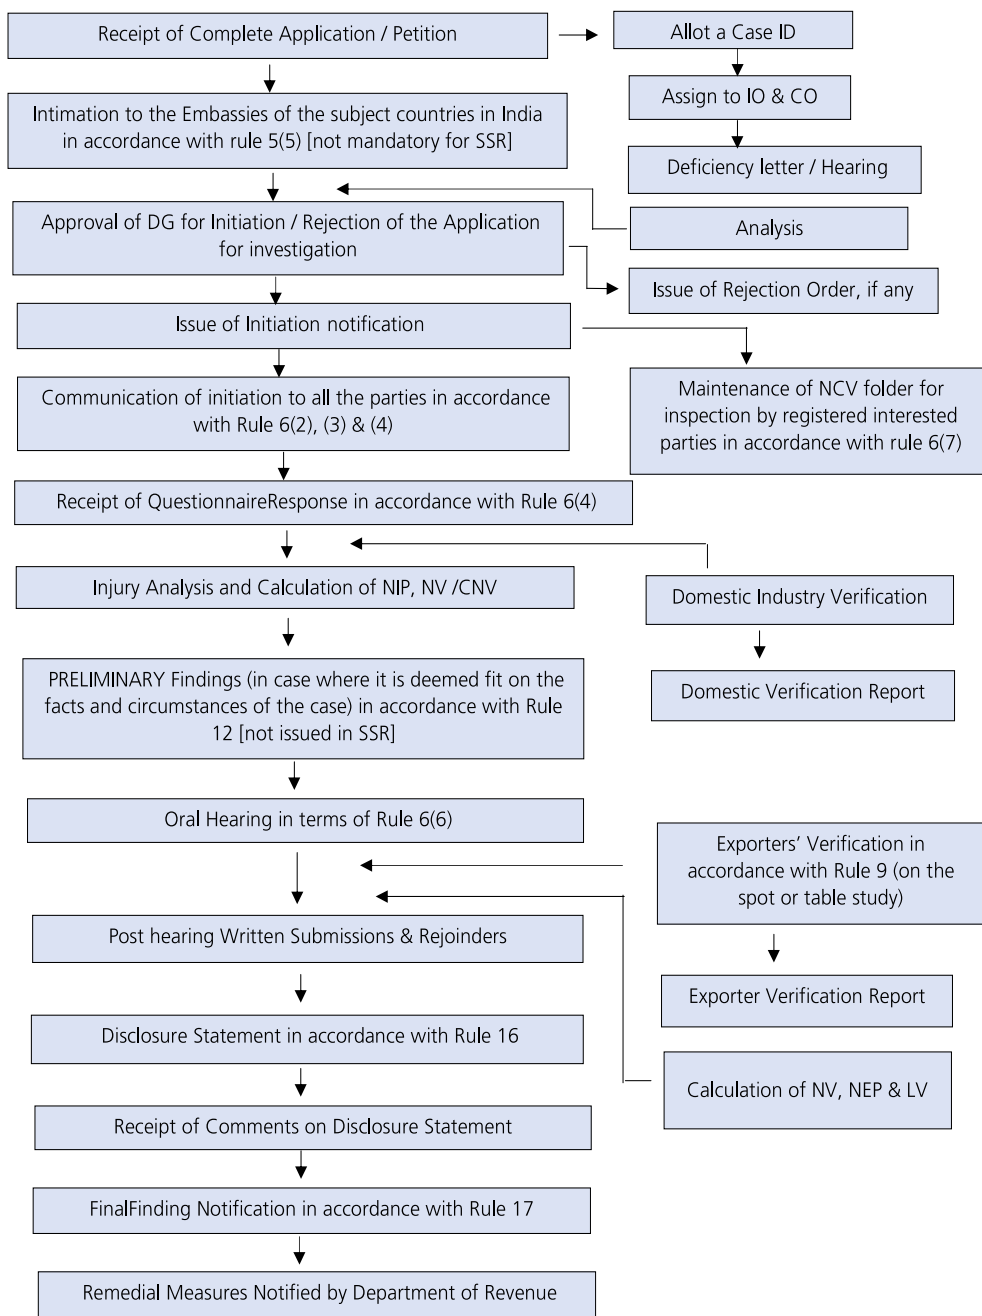 Receipt of Complete Application / Petition
Allot a Case ID
Assign to IO & CO
Intimation to the Embassies of the subject countries in India
in accordance with rule 5(5) [not mandatory for SSR]
Deficiency letter / Hearing
Analysis
Approval of DG for Initiation / Rejection of the Application
for investigation
Issue of Rejection Order, if any
Issue of Initiation notification
Maintenance of NCV folder for
inspection by registered interested
parties in accordance with rule 6(7)
Communication of initiation to all the parties in accordance
with Rule 6(2), (3) & (4)
Receipt of QuestionnaireResponse in accordance with Rule 6(4)
Injury Analysis and Calculation of NIP, NV /CNV
Domestic Industry Verification
Domestic Verification Report
PRELIMINARY Findings (in case where it is deemed fit on the
facts and circumstances of the case) in accordance with Rule
12 [not issued in SSR]
Oral Hearing in terms of Rule 6(6)
Exporters’ Verification in
accordance with Rule 9 (on the
spot or table study)
Post hearing Written Submissions & Rejoinders
Exporter Verification Report
Disclosure Statement in accordance with Rule 16
Calculation of NV, NEP & LV
Receipt of Comments on Disclosure Statement
FinalFinding Notification in accordance with Rule 17
Remedial Measures Notified by Department of Revenue